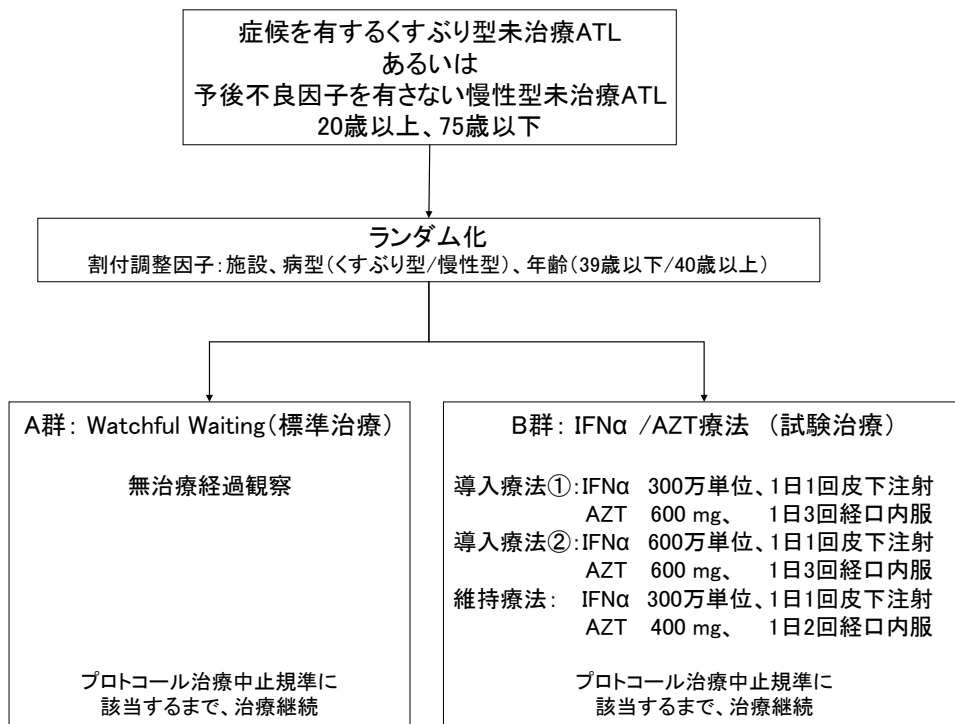 症候を有するくすぶり型未治療ATL
あるいは
予後不良因子を有さない慢性型未治療ATL
20歳以上、75歳以下
ランダム化
割付調整因子：施設、病型（くすぶり型/慢性型）、年齢（39歳以下/40歳以上）
A群： Watchful Waiting（標準治療）
無治療経過観察
プロトコール治療中止規準に
該当するまで、治療継続
B群： IFNα /AZT療法 （試験治療）
導入療法①：IFNα 300万単位、1日1回皮下注射
AZT 600 mg、 1日3回経口内服
導入療法②：IFNα 600万単位、1日1回皮下注射
AZT 600 mg、 1日3回経口内服
維持療法： IFNα 300万単位、1日1回皮下注射
AZT 400 mg、 1日2回経口内服
プロトコール治療中止規準に
該当するまで、治療継続